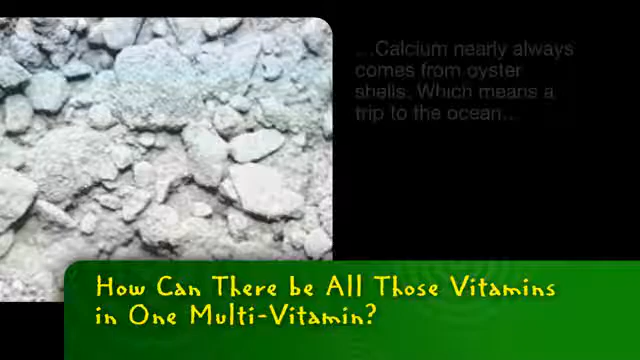 ...Calcium nearly always
comes from oyster
shells. Which means a
trip to the ocean...
How Can There be All Those Vitamins
in One Multi-Vitamin?